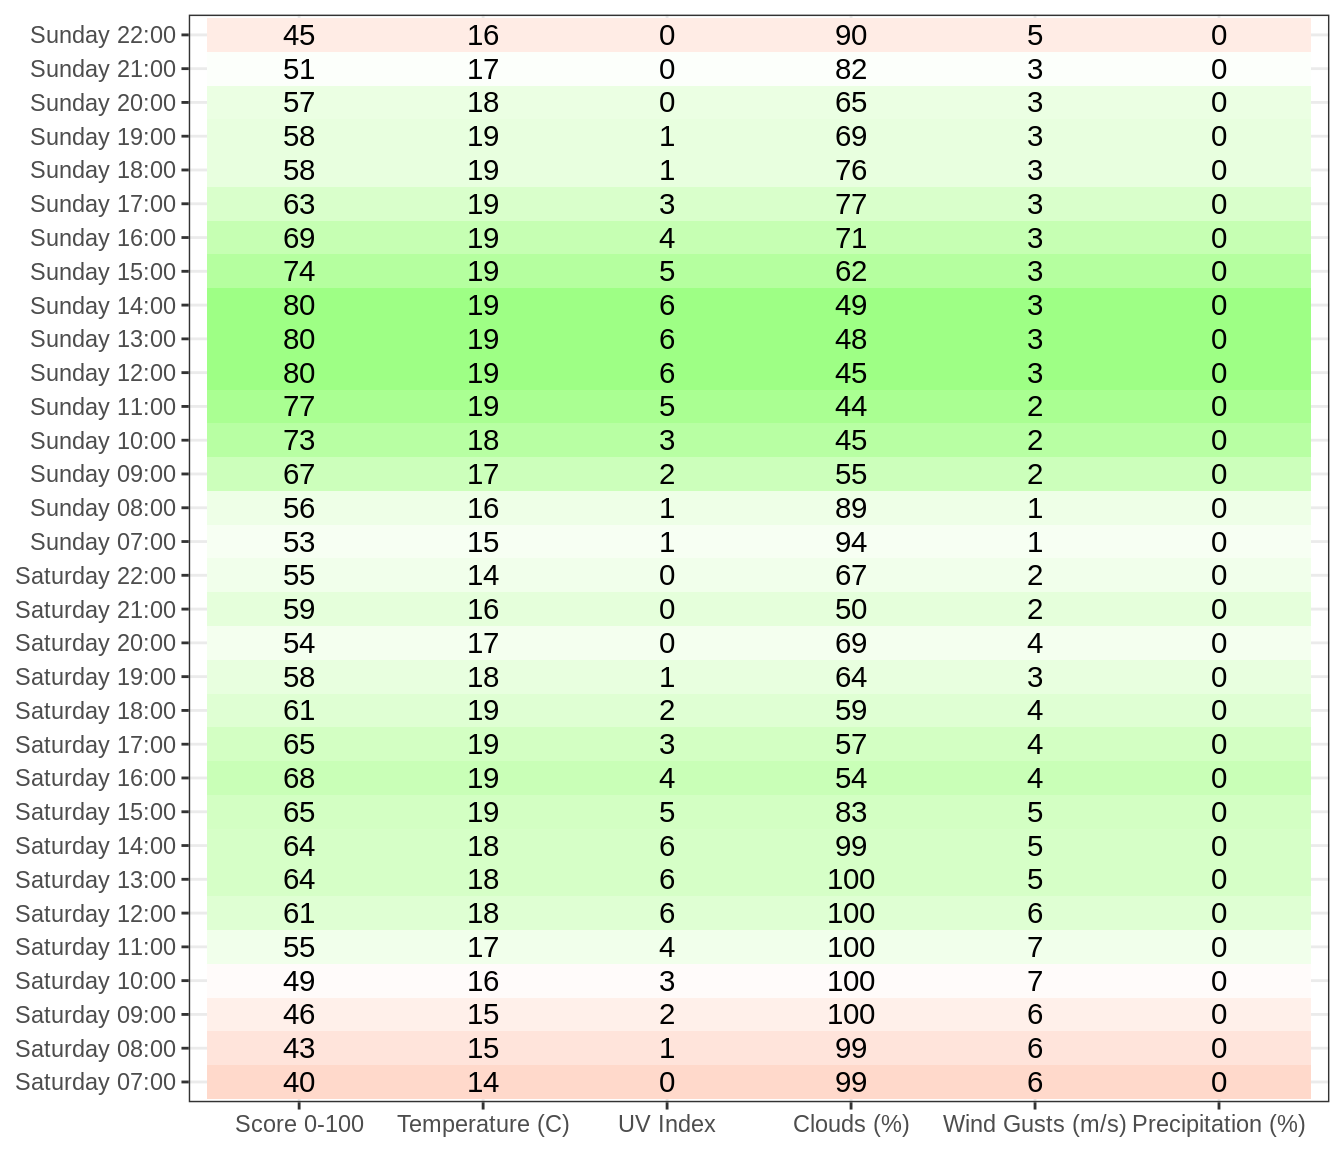 Sunday 22:00 45 16 0 90 5 0
Sunday 21:00 51 17 0 82 3 0
Sunday 20:00 57 18 0 65 3 0
Sunday 19:00 58 19 1 69 3 0
Sunday 18:00 58 19 1 76 3 0
Sunday 17:00 63 19 3 77 3 0
Sunday 16:00 69 19 4 71 3 0
Sunday 15:00 74 19 5 62 3 0
Sunday 14:00 80 19 6 49 3 0
Sunday 13:00 80 19 6 48 3 0
Sunday 12:00 80 19 6 45 3 0
Sunday 11:00 77 19 5 44 2 0
Sunday 10:00 73 18 3 45 2 0
Sunday 09:00 67 17 2 55 2 0
Sunday 08:00 56 16 1 89 1 0
Sunday 07:00 53 15 1 94 1 0
Saturday 22:00 55 14 0 67 2 0
Saturday 21:00 59 16 0 50 2 0
Saturday 20:00 54 17 0 69 4 0
Saturday 19:00 58 18 1 64 3 0
Saturday 18:00 61 19 2 59 4 0
Saturday 17:00 65 19 3 57 4 0
Saturday 16:00 68 19 4 54 4 0
Saturday 15:00 65 19 5 83 5 0
Saturday 14:00 64 18 6 99 5 0
Saturday 13:00 64 18 6 100 5 0
Saturday 12:00 61 18 6 100 6 0
Saturday 11:00 55 17 4 100 7 0
Saturday 10:00 49 16 3 100 7 0
Saturday 09:00 46 15 2 100 6 0
Saturday 08:00 43 15 1 99 6 0
Saturday 07:00 40 14 0 99 6 0
Score 0-100 Temperature (C) UV Index Clouds (%) Wind Gusts (m/s) Precipitation (%)